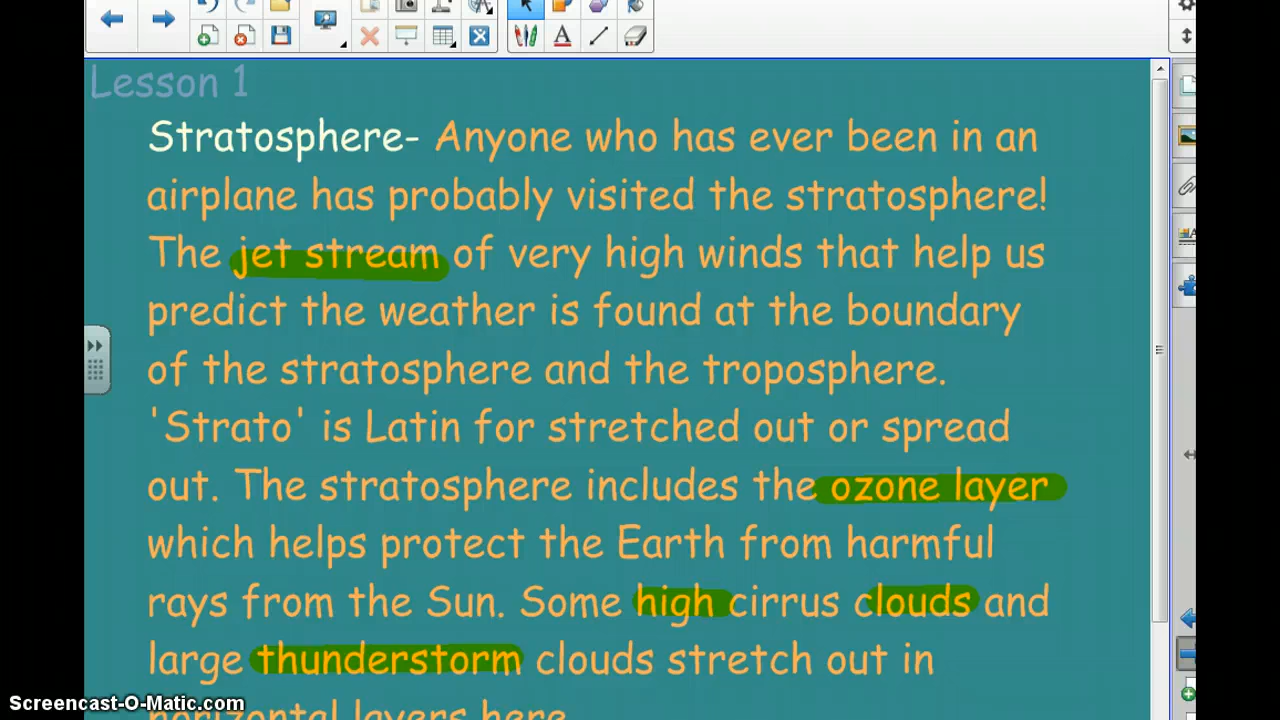 Lesson 1
Stratosphere- Anyone who has ever been in an
airplane has probably visited the stratosphere!
The jet stream of very high winds that help us
predict the weather is found at the boundary
of the stratosphere and the troposphere.
'Strato' is Latin for stretched out or spread
out. The stratosphere includes the ozone layer
which helps protect the Earth from harmful
rays from the Sun. Some high cirrus clouds and
large thunderstorm clouds stretch out in
horizontal layers here.
Screencast-O-Matic.com